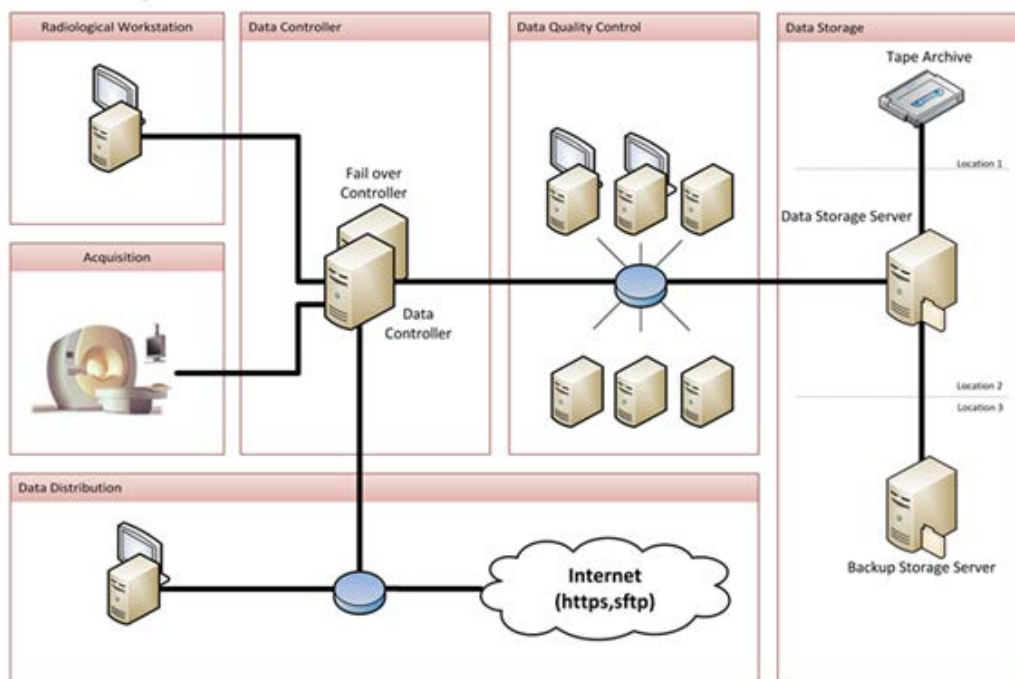 Radiological Workstation
Data Controller
Data Quality Control
Data Storage
Tape Archive
Location 1
Fail over
Controller
Data Storage Server
Acquisition
Data
Controller
Location 2
Location 3
Data Distribution
Backup Storage Server
Internet
(https,sftp)